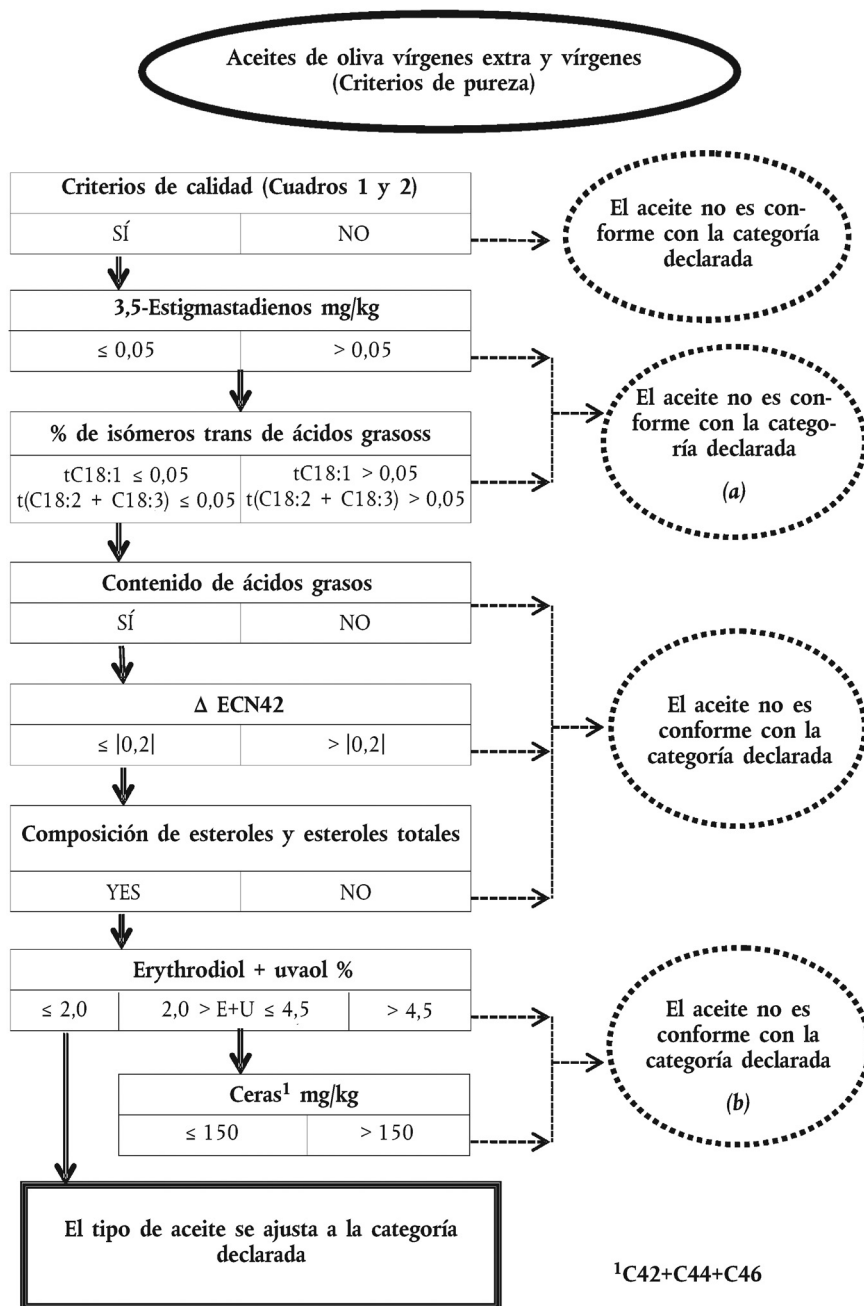 Aceites de oliva vírgenes extra y vírgenes
(Criterios de pureza)
Criterios de calidad (Cuadros 1 y 2)
SÍ NO
El aceite no es con-
forme con la categoría
declarada
3,5-Estigmastadienos mg/kg
≤ 0,05 > 0,05
% de isómeros trans de ácidos grasoss
tC18:1 ≤ 0,05 tC18:1 > 0,05
t(C18:2 + C18:3) ≤ 0,05 t(C18:2 + C18:3) > 0,05
El aceite no es con-
forme con la catego-
ría declarada
(a)
Contenido de ácidos grasos
SÍ NO
Δ ECN42
≤ |0,2| > |0,2|
El aceite no es
conforme con la
categoría declarada
Composición de esteroles y esteroles totales
YES NO
Erythrodiol + uvaol %
≤ 2,0 2,0 > E+U ≤ 4,5 > 4,5
Ceras¹ mg/kg
≤ 150 > 150
El aceite no es
conforme con la
categoría declarada
(b)
El tipo de aceite se ajusta a la categoría
declarada
¹C42+C44+C46